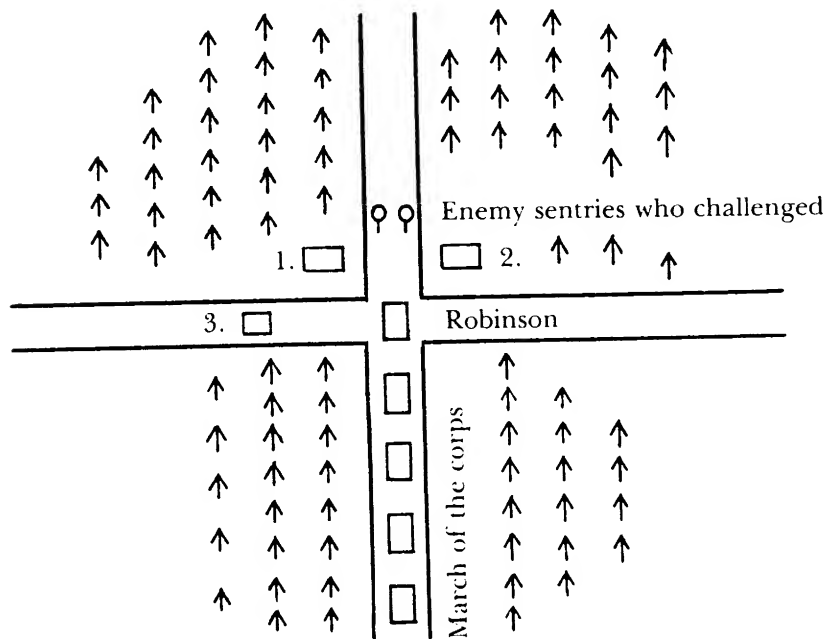 Enemy sentries who challenged
1.
2.
3.
Robinson
March of the corps